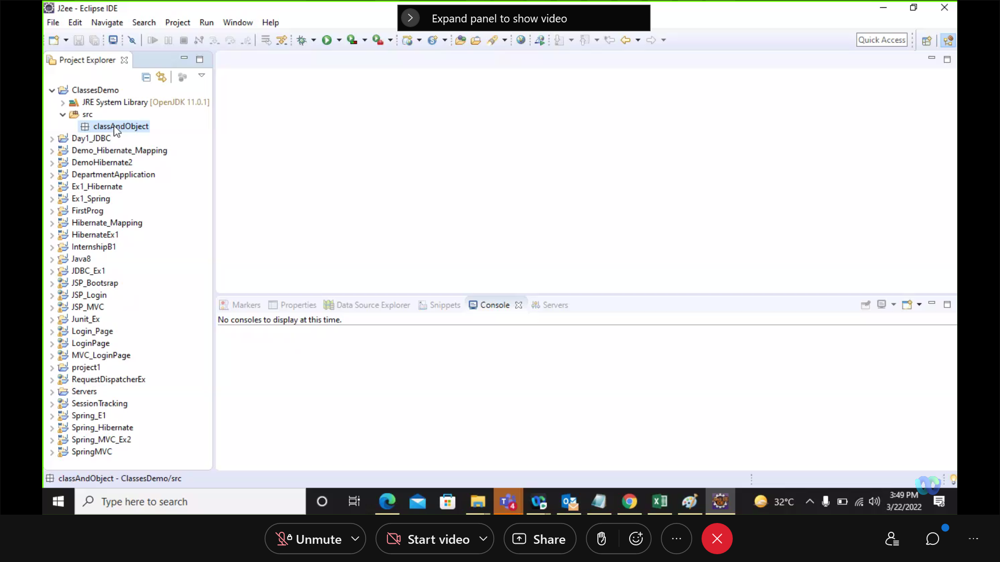 J2ee - Eclipse IDE
Expand panel to show video
File Edit Navigate Search Project Run Window Help
Quick Access
Project Explorer
ClassesDemo
JRE System Library [OpenJDK 11.0.1]
src
classAndObject
Day1_JDBC
Demo_Hibernate_Mapping
DemoHibernate2
DepartmentApplication
Ex1_Hibernate
Ex1_Spring
FirstProg
Hibernate_Mapping
HibernateEx1
InternshipB1
Java8
JDBC_Ex1
JSP_Bootsrap
JSP_Login
JSP_MVC
Junit_Ex
Login_Page
LoginPage
MVC_LoginPage
project1
RequestDispatcherEx
Servers
SessionTracking
Spring_E1
Spring_Hibernate
Spring_MVC_Ex2
SpringMVC
Markers Properties Data Source Explorer Snippets Console Servers
No consoles to display at this time.
classAndObject - ClassesDemo/src
Type here to search
4
32°C
3:49 PM
3/22/2022
Unmute Start video Share